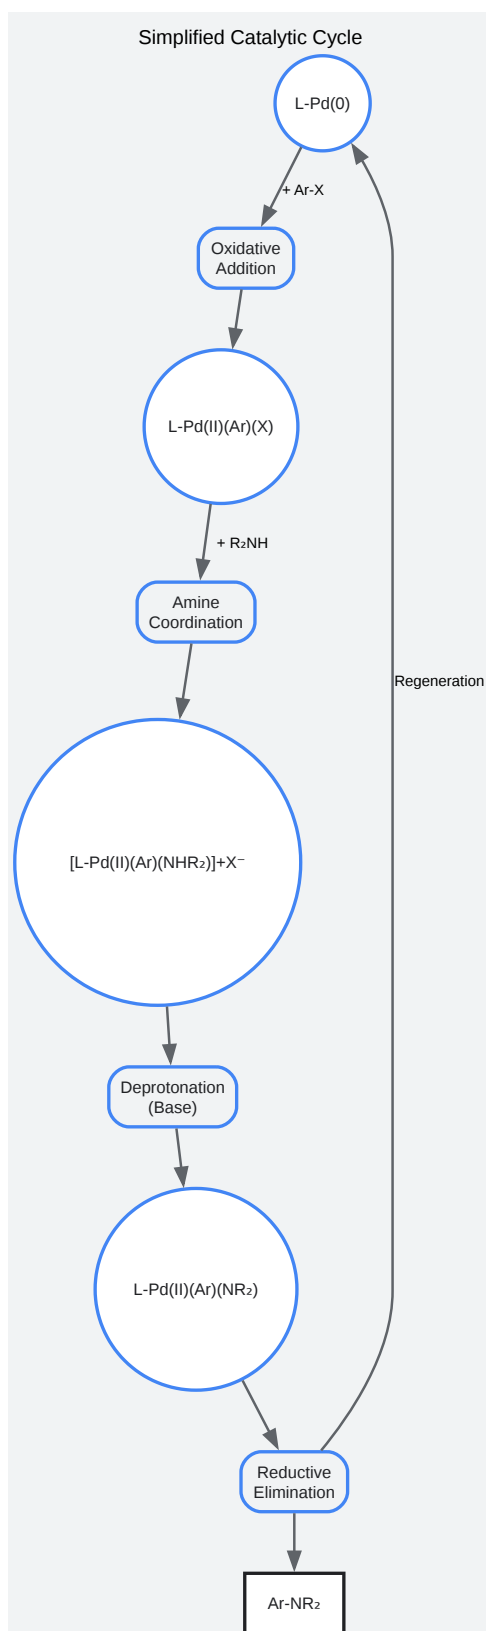 Simplified Catalytic Cycle
L-Pd(0)
+ Ar-X
Oxidative
Addition
L-Pd(II)(Ar)(X)
+ R₂NH
Amine
Coordination
Regeneration
[L-Pd(II)(Ar)(NHR₂)]+X⁻
Deprotonation
(Base)
L-Pd(II)(Ar)(NR₂)
Reductive
Elimination
Ar-NR₂